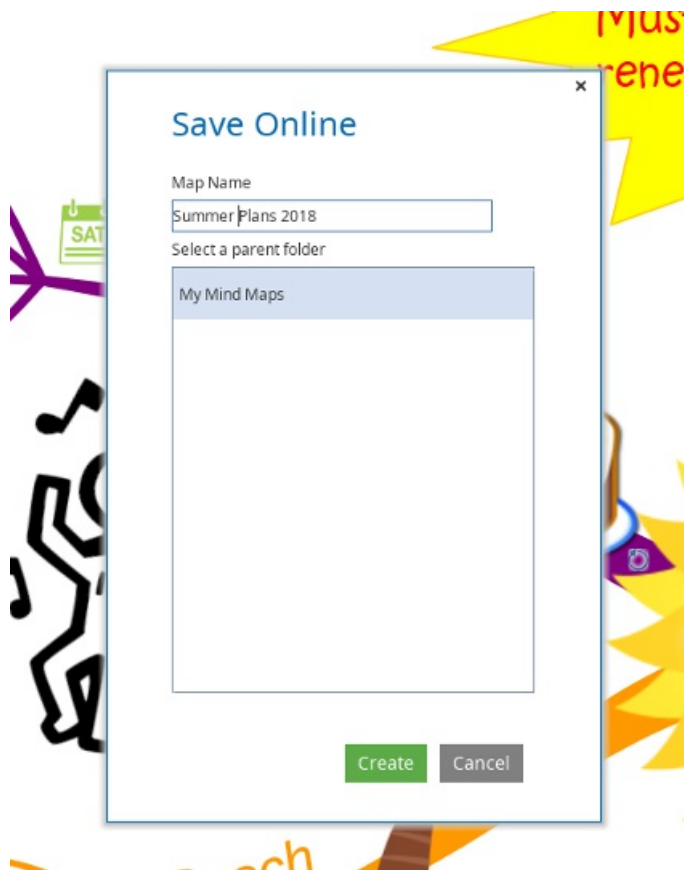 Save Online
Map Name
Summer Plans 2018
Select a parent folder
My Mind Maps
Create Cancel
SAT